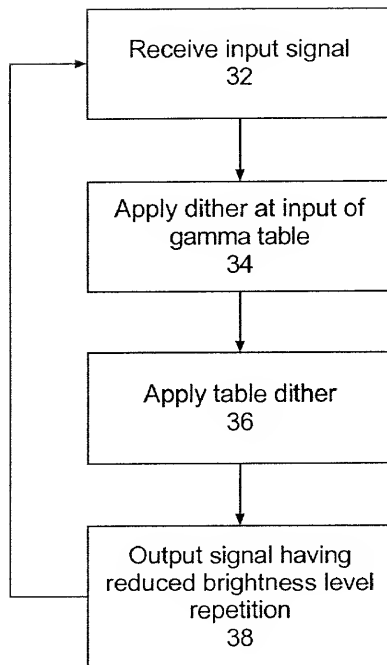 Receive input signal
32
Apply dither at input of
gamma table
34
Apply table dither
36
Output signal having
reduced brightness level
repetition
38